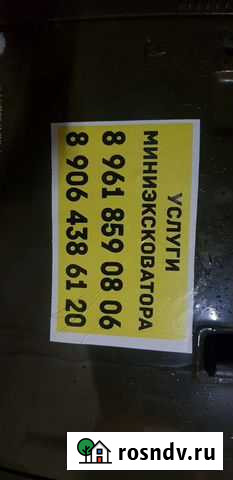 УСЛУГИ
МИНИЭКСКОВАТОРА
8 961 859 08 06
8 906 438 61 20
rosndv.ru